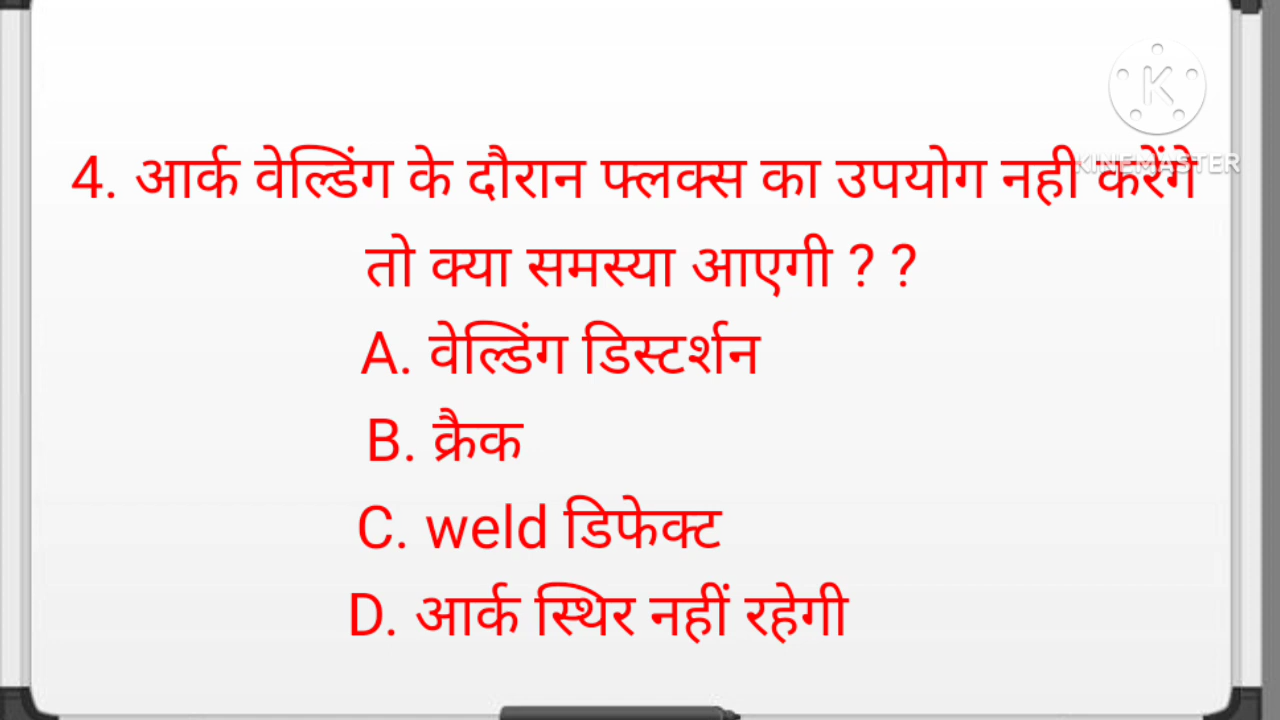 K
KINEMASTER
4. आर्क वेल्डिंग के दौरान फ्लक्स का उपयोग नही करेंगे
तो क्या समस्या आएगी ? ?
A. वेल्डिंग डिस्टर्शन
B. क्रैक
C. weld डिफेक्ट
D. आर्क स्थिर नहीं रहेगी